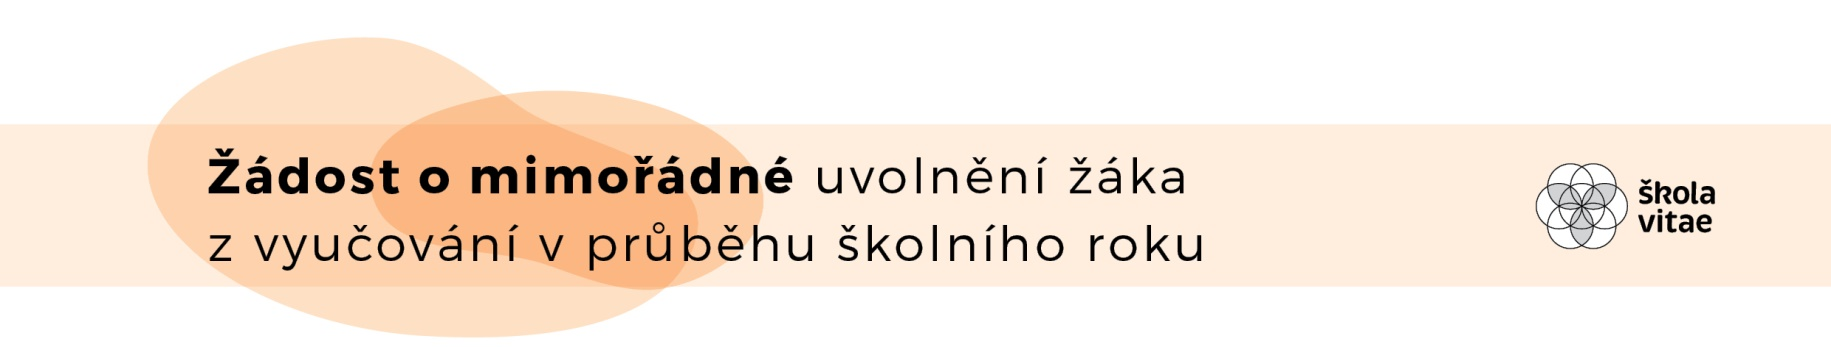 Žádost o mimořádné uvolnění žáka
z vyučování v průběhu školního roku
škola
vitae